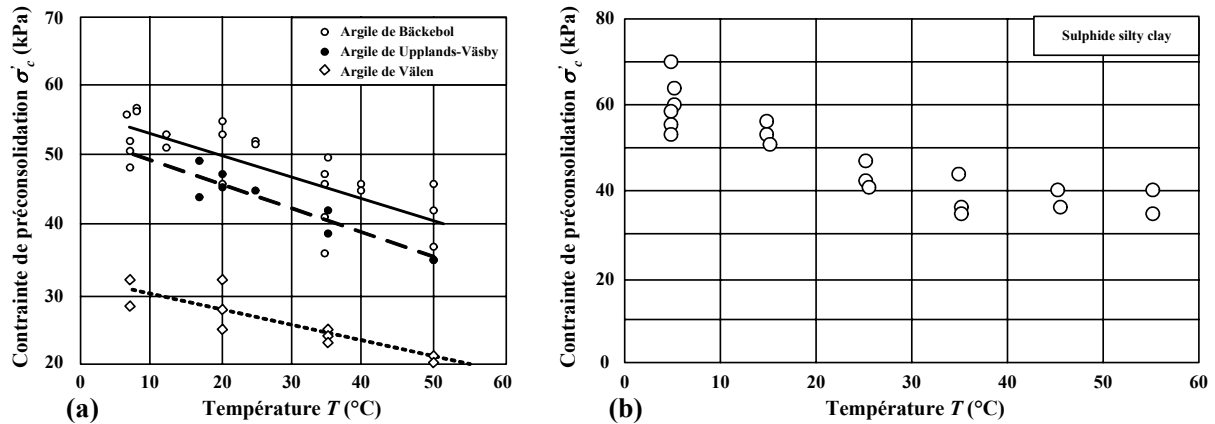 70
60
50
40
30
20
0
10
20
30
40
50
60
Contrainte de préconsolidation σ'c (kPa)
Température T (°C)
Argile de Bäckebol
Argile de Upplands-Väsby
Argile de Välen
(a)
80
60
40
20
0
0
10
20
30
40
50
60
Contrainte de préconsolidation σ'c (kPa)
Température T (°C)
Sulphide silty clay
(b)